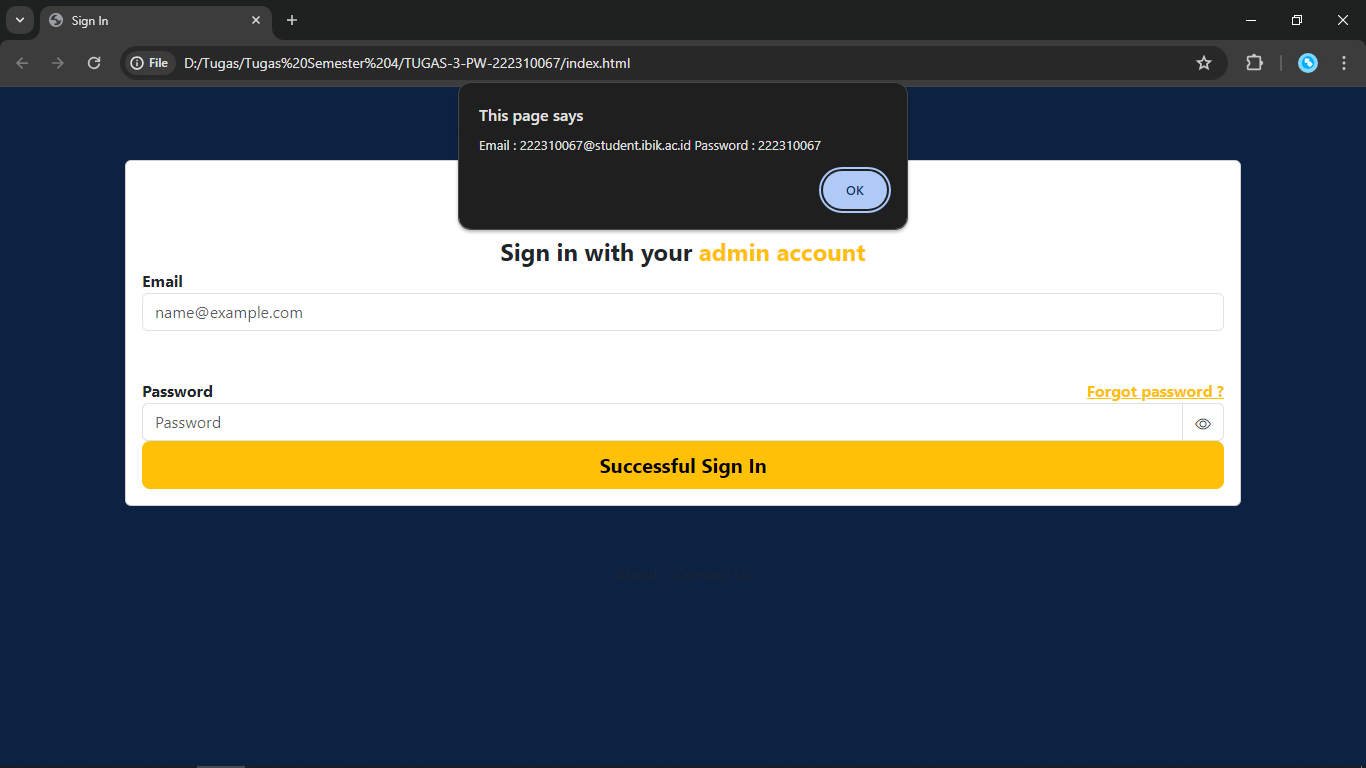 Sign In
File
D:/Tugas/Tugas%20Semester%204/TUGAS-3-PW-222310067/index.html
This page says
Email : 222310067@student.ibik.ac.id Password : 222310067
OK
Sign in with your admin account
Email
name@example.com
Password
Forgot password ?
Password
Successful Sign In
About